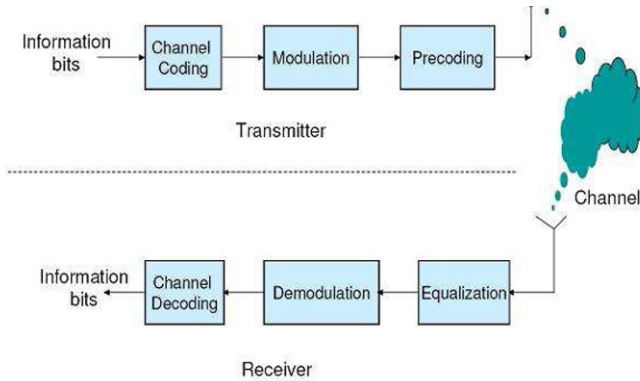 Information
bits
Channel
Coding
Modulation
Precoding
Transmitter
Channel
Information
bits
Channel
Decoding
Demodulation
Equalization
Receiver